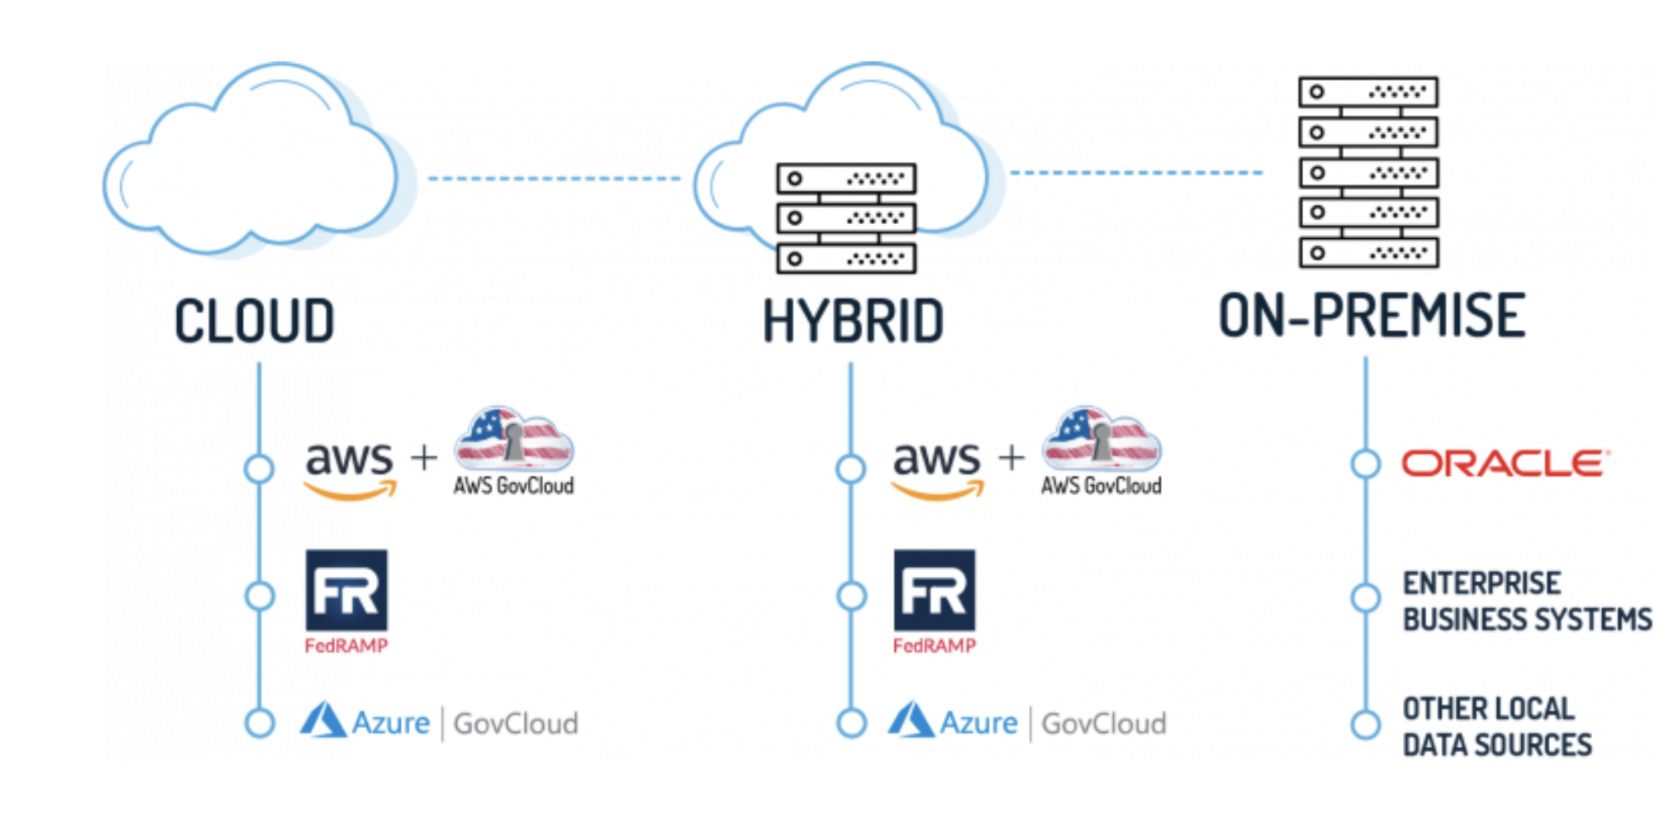 CLOUD
aws + AWS GovCloud
FR
FedRAMP
Azure | GovCloud
HYBRID
aws + AWS GovCloud
FR
FedRAMP
Azure | GovCloud
ON-PREMISE
ORACLE
ENTERPRISE
BUSINESS SYSTEMS
OTHER LOCAL
DATA SOURCES